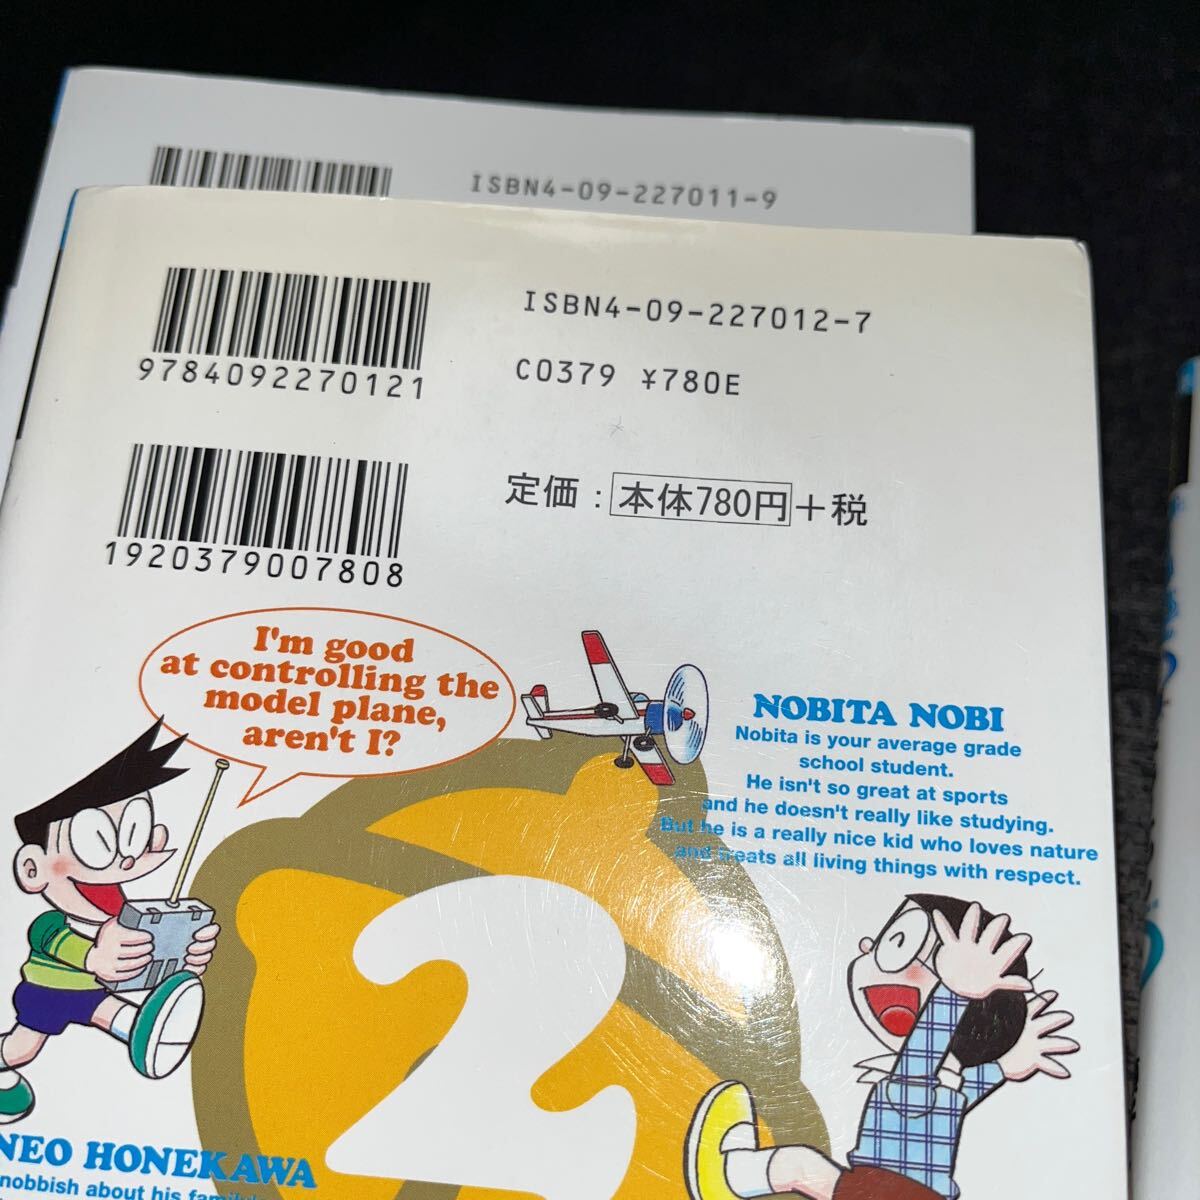 ISBN4-09-227011-9
ISBN4-09-227012-7
9784092270121
C0379 ¥780E
定価：本体780円＋税
1920379007808
I'm good
at controlling the
model plane,
aren't I?
NOBITA NOBI
Nobita is your average grade
school student.
He isn't so great at sports
and he doesn't really like studying.
But he is a really nice kid who loves nature
and treats all living things with respect.
2
NEO HONEKAWA
nobbish about his